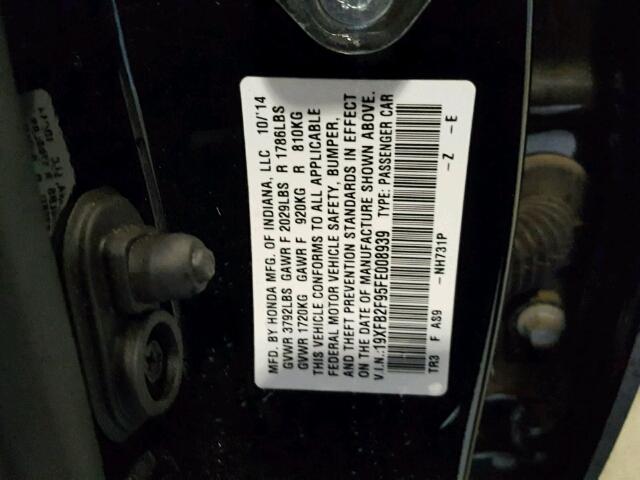 MFD. BY HONDA MFG. OF INDIANA, LLC 10/'14
GVWR 3792LBS GAWR F 2029LBS R 1786LBS
GVWR 1720KG GAWR F 920KG R 810KG
THIS VEHICLE CONFORMS TO ALL APPLICABLE
FEDERAL MOTOR VEHICLE SAFETY, BUMPER,
AND THEFT PREVENTION STANDARDS IN EFFECT
ON THE DATE OF MANUFACTURE SHOWN ABOVE.
V.I.N.:19XFB2F95FE008939 TYPE: PASSENGER CAR
TR3 F AS9 -NH731P -Z -E